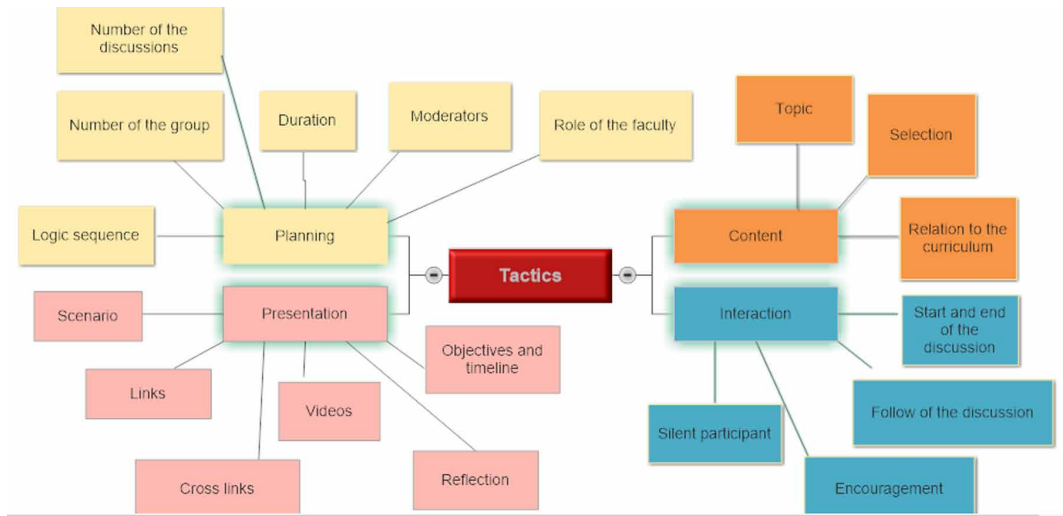 Number of the
discussions
Number of the group
Duration
Moderators
Role of the faculty
Logic sequence
Planning
Topic
Selection
Content
Relation to the
curriculum
Tactics
Scenario
Presentation
Objectives and
timeline
Links
Videos
Cross links
Reflection
Interaction
Start and end
of the
discussion
Silent participant
Follow of the discussion
Encouragement